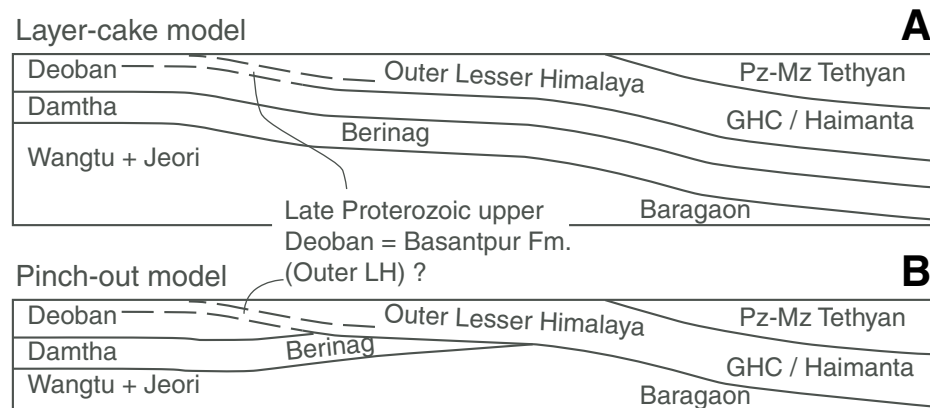 Layer-cake model
A
Deoban
Outer Lesser Himalaya
Pz-Mz Tethyan
Damtha
Berinag
GHC / Haimanta
Wangtu + Jeori
Baragaon
Late Proterozoic upper
Deoban = Basantpur Fm.
(Outer LH) ?
Pinch-out model
B
Deoban
Outer Lesser Himalaya
Pz-Mz Tethyan
Damtha
Berinag
GHC / Haimanta
Wangtu + Jeori
Baragaon